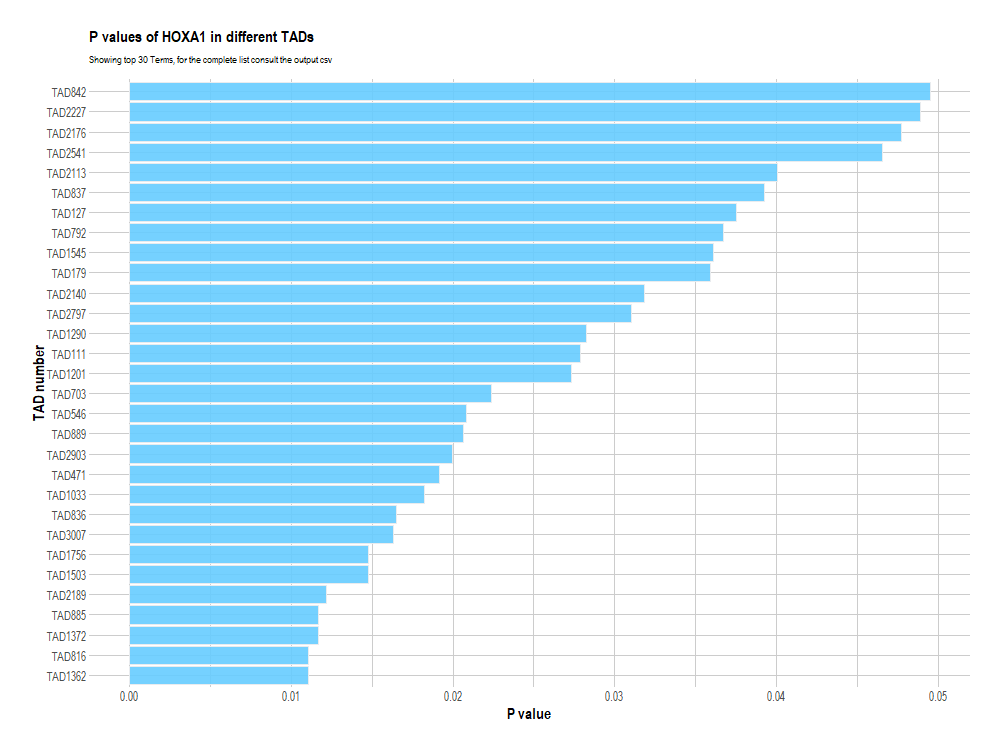 P values of HOXA1 in different TADs
Showing top 30 Terms, for the complete list consult the output csv
TAD842
TAD2227
TAD2176
TAD2541
TAD2113
TAD837
TAD127
TAD792
TAD1545
TAD179
TAD2140
TAD2797
TAD1290
TAD111
TAD1201
TAD703
TAD546
TAD889
TAD2903
TAD471
TAD1033
TAD836
TAD3007
TAD1756
TAD1503
TAD2189
TAD885
TAD1372
TAD816
TAD1362
TAD number
0.00 0.01 0.02 0.03 0.04 0.05
P value